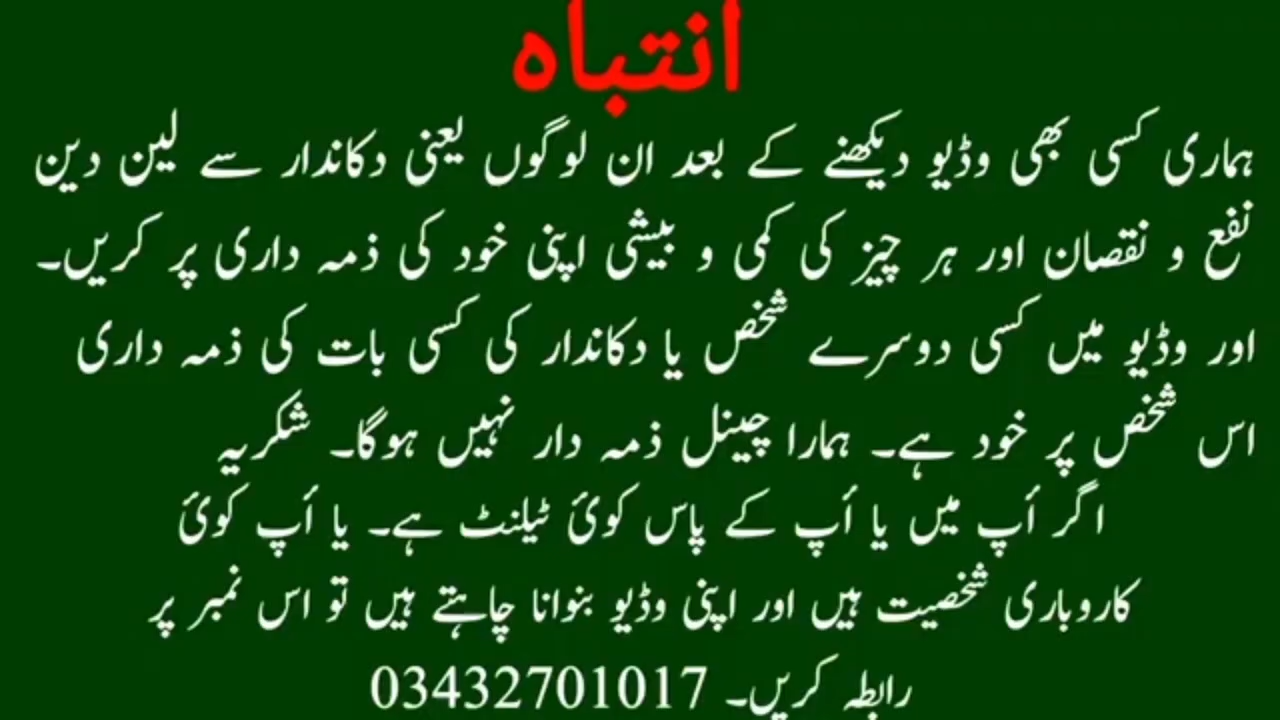 انتباہ
ہماری کسی بھی وڈیو دیکھنے کے بعد ان لوگوں یعنی دکاندار سے لین دین
نفع و نقصان اور ہر چیز کی کمی و بیشی اپنی خود کی ذمہ داری پر کریں۔
اور وڈیو میں کسی دوسرے شخص یا دکاندار کی کسی بات کی ذمہ داری
اس شخص پر خود ہے۔ ہمارا چینل ذمہ دار نہیں ہوگا۔ شکریہ
اگر أپ میں یا أپ کے پاس کوئ ٹیلنٹ ہے۔ یا أپ کوئ
کاروباری شخصیت ہیں اور اپنی وڈیو بنوانا چاہتے ہیں تو اس نمبر پر
رابطہ کریں۔ 03432701017